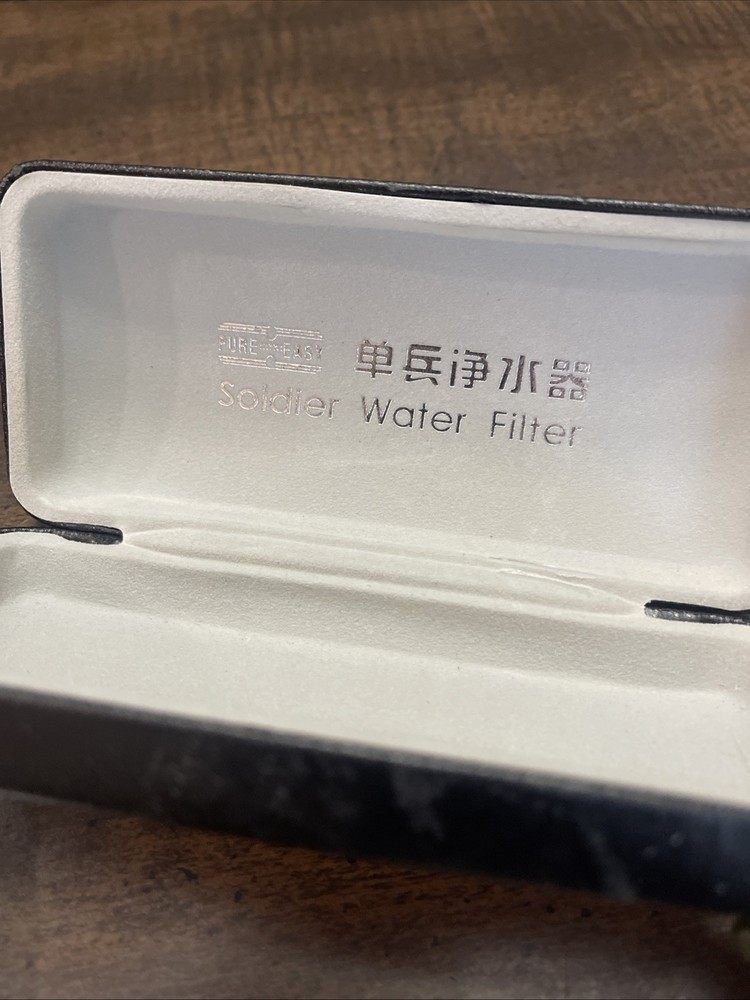 PURE EASY 单兵净水器
Soldier Water Filter